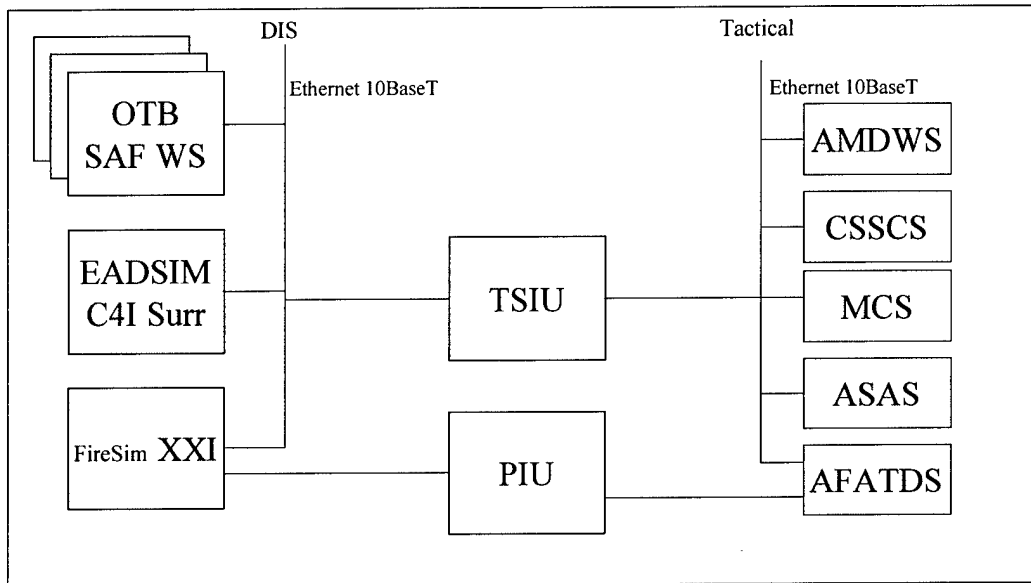 DIS
Tactical
Ethernet 10BaseT
Ethernet 10BaseT
OTB
SAF WS
AMDWS
CSSCS
EADSIM
C4I Surr
TSIU
MCS
ASAS
FireSim XXI
PIU
AFATDS